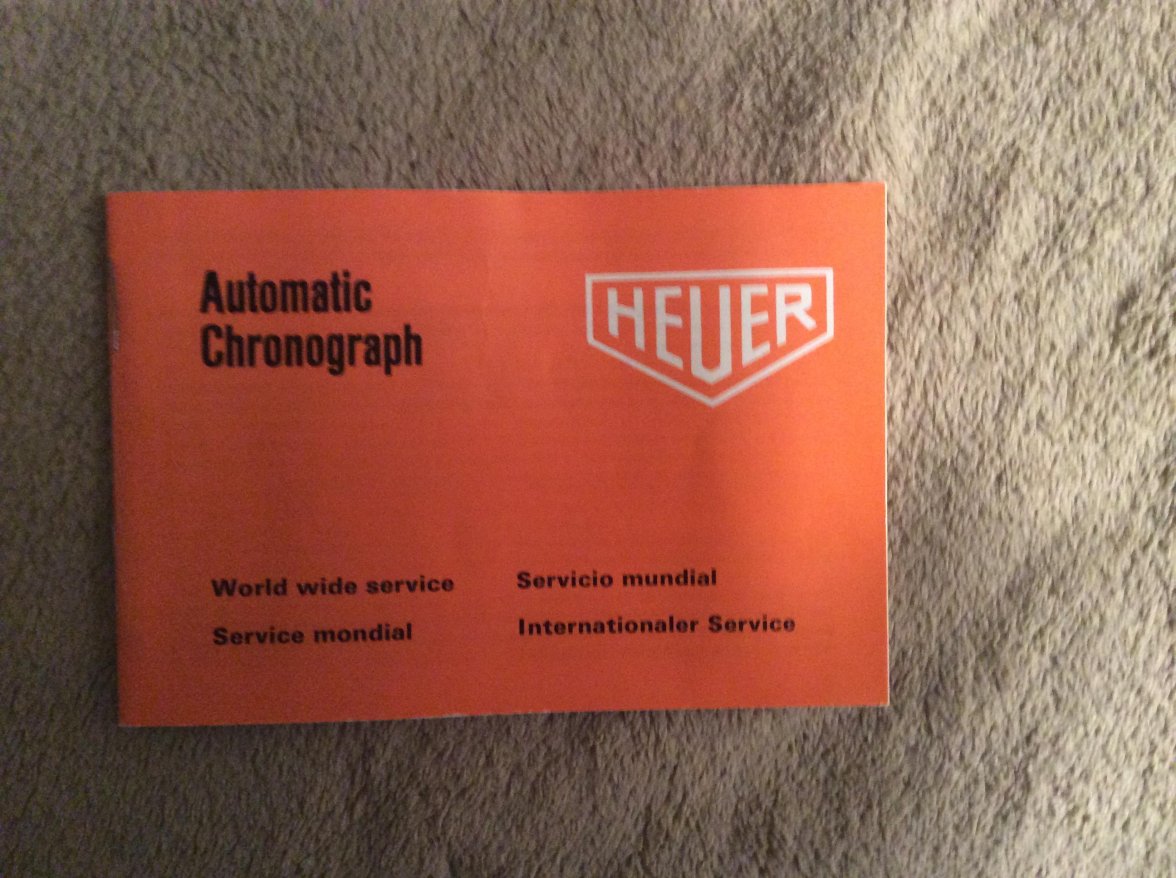 Automatic
Chronograph
HEUER
World wide service
Service mondial
Servicio mundial
Internationaler Service